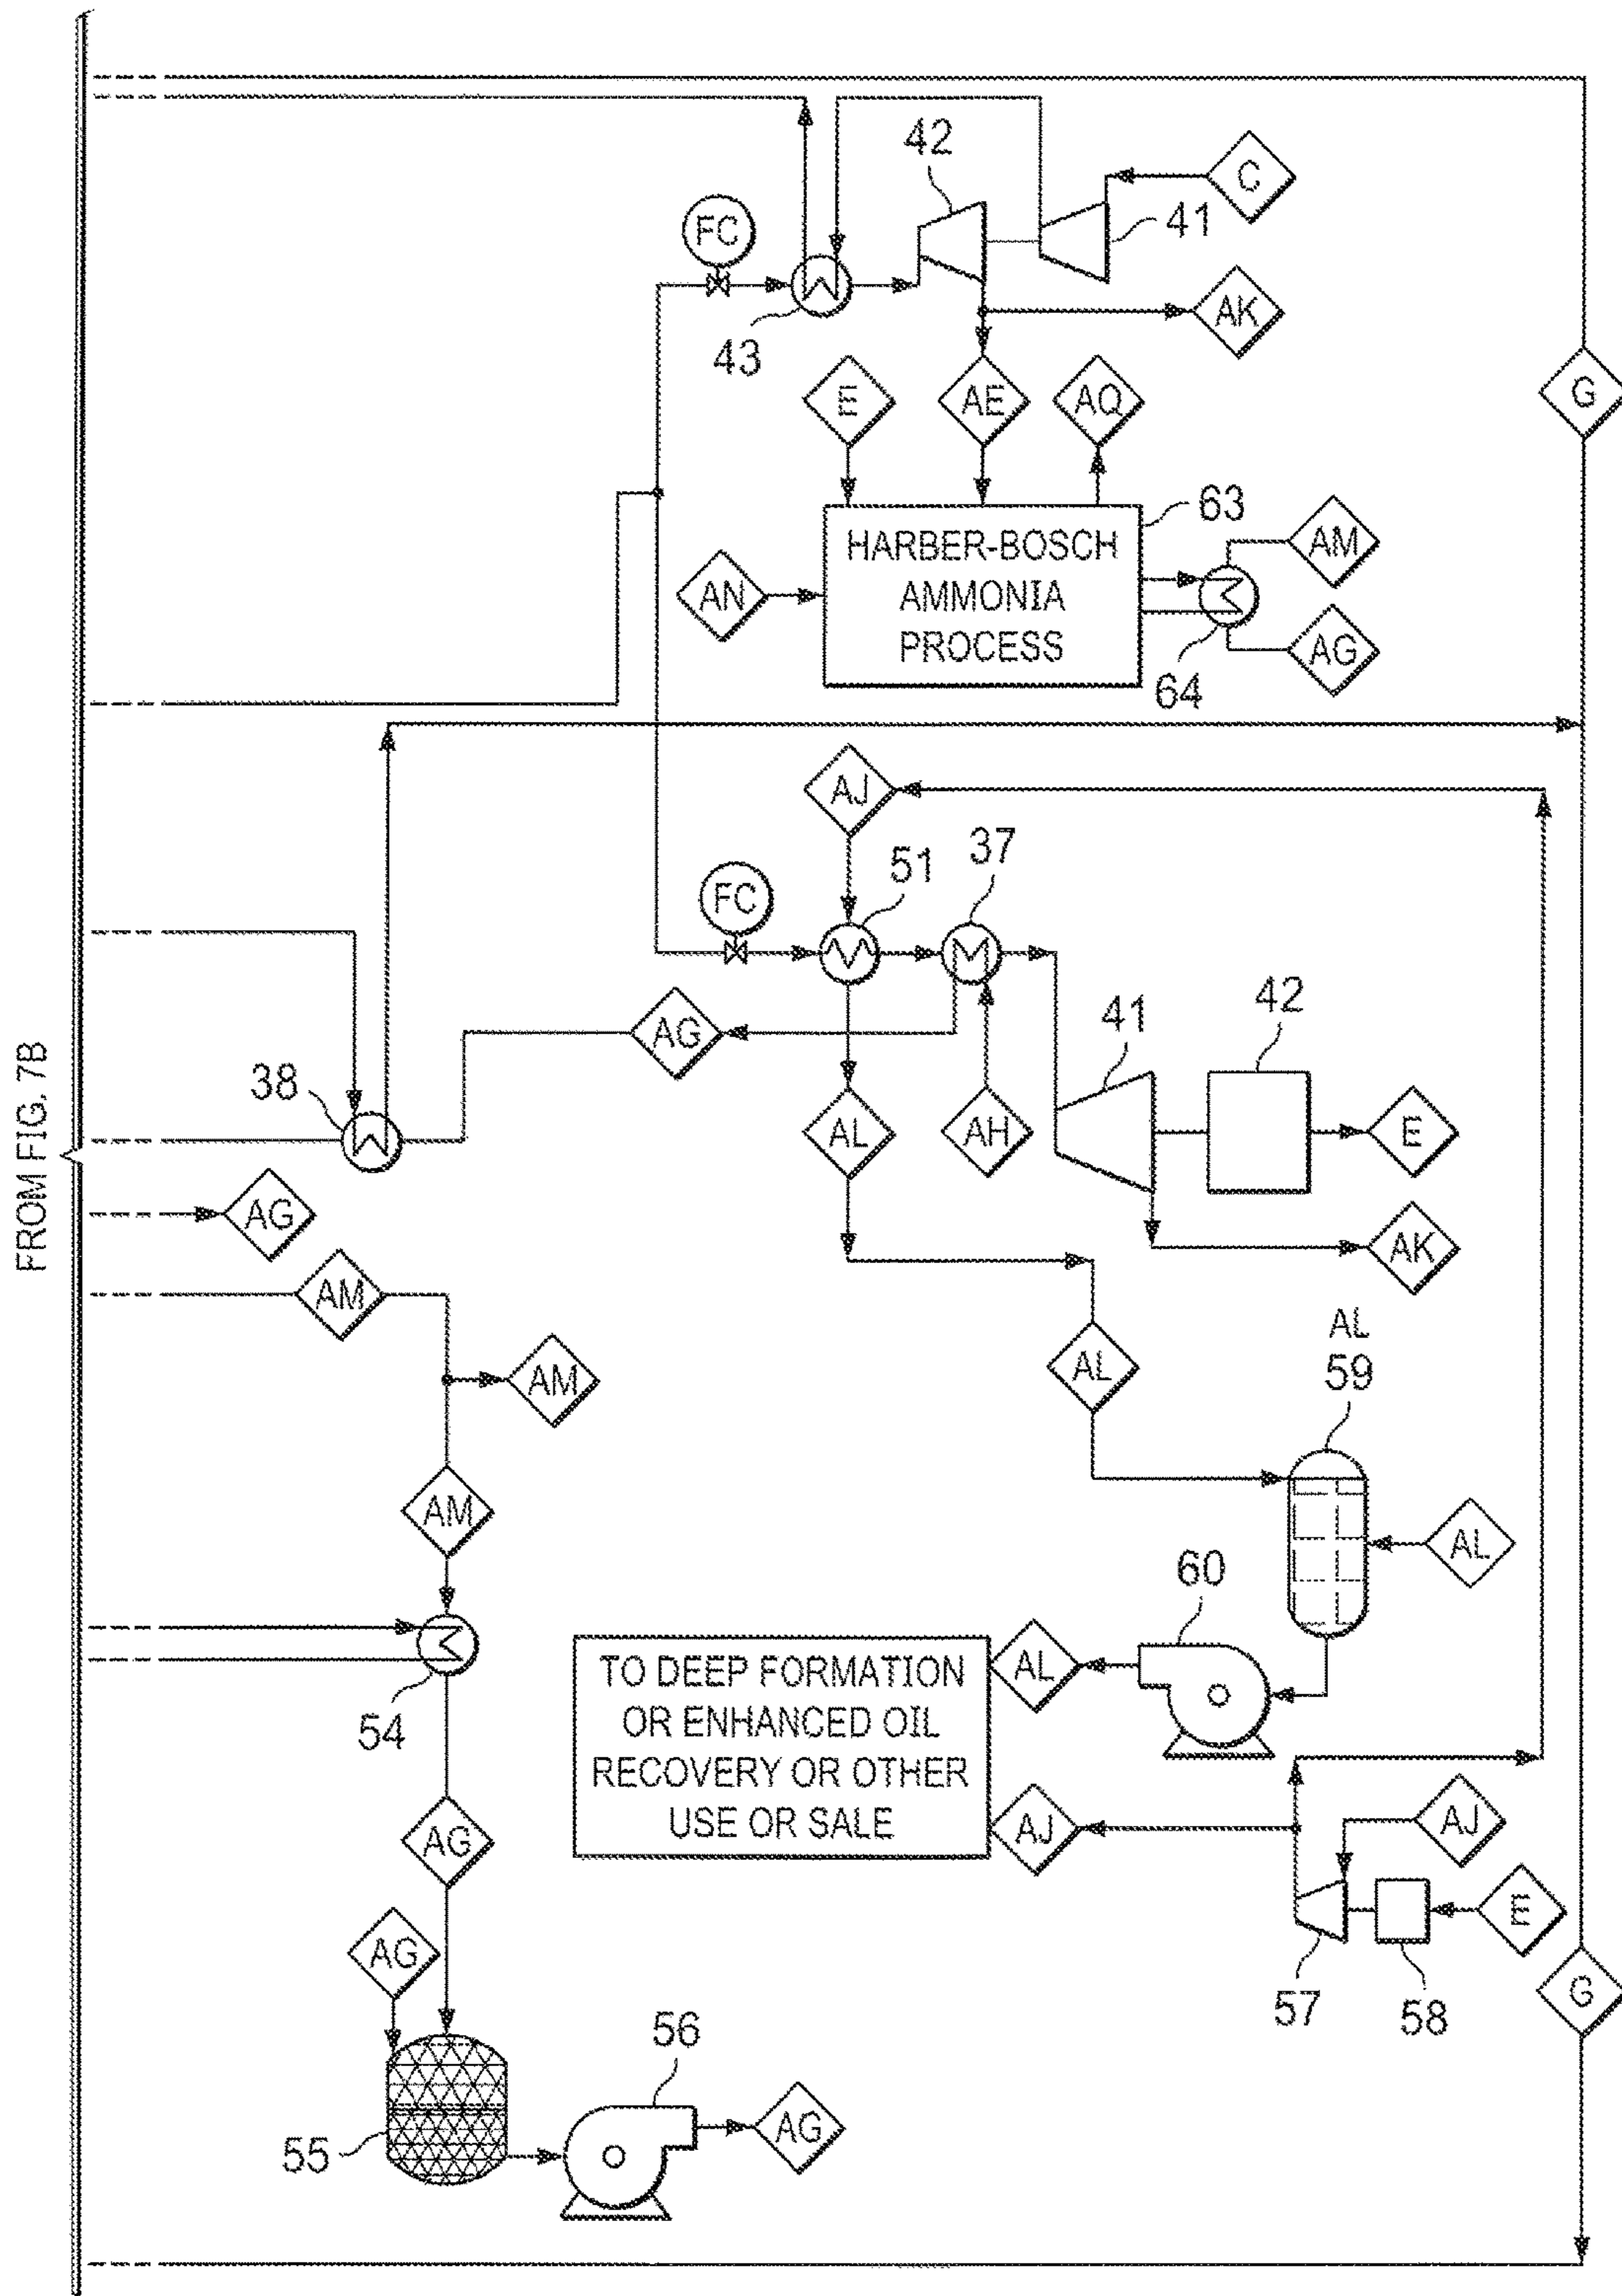 42
C
FC
41
43
AK
E
AE
AQ
G
63
HARBER-BOSCH
AMMONIA
PROCESS
AM
AN
AG
64
AJ
37
51
FC
AG
41
42
38
AL
AH
E
FROM FIG. 7B
AG
AK
AM
AL
59
AM
AL
AM
AL
60
TO DEEP FORMATION
OR ENHANCED OIL
RECOVERY OR OTHER
USE OR SALE
AL
54
AJ
AJ
AG
E
AG
57
58
G
56
55
AG